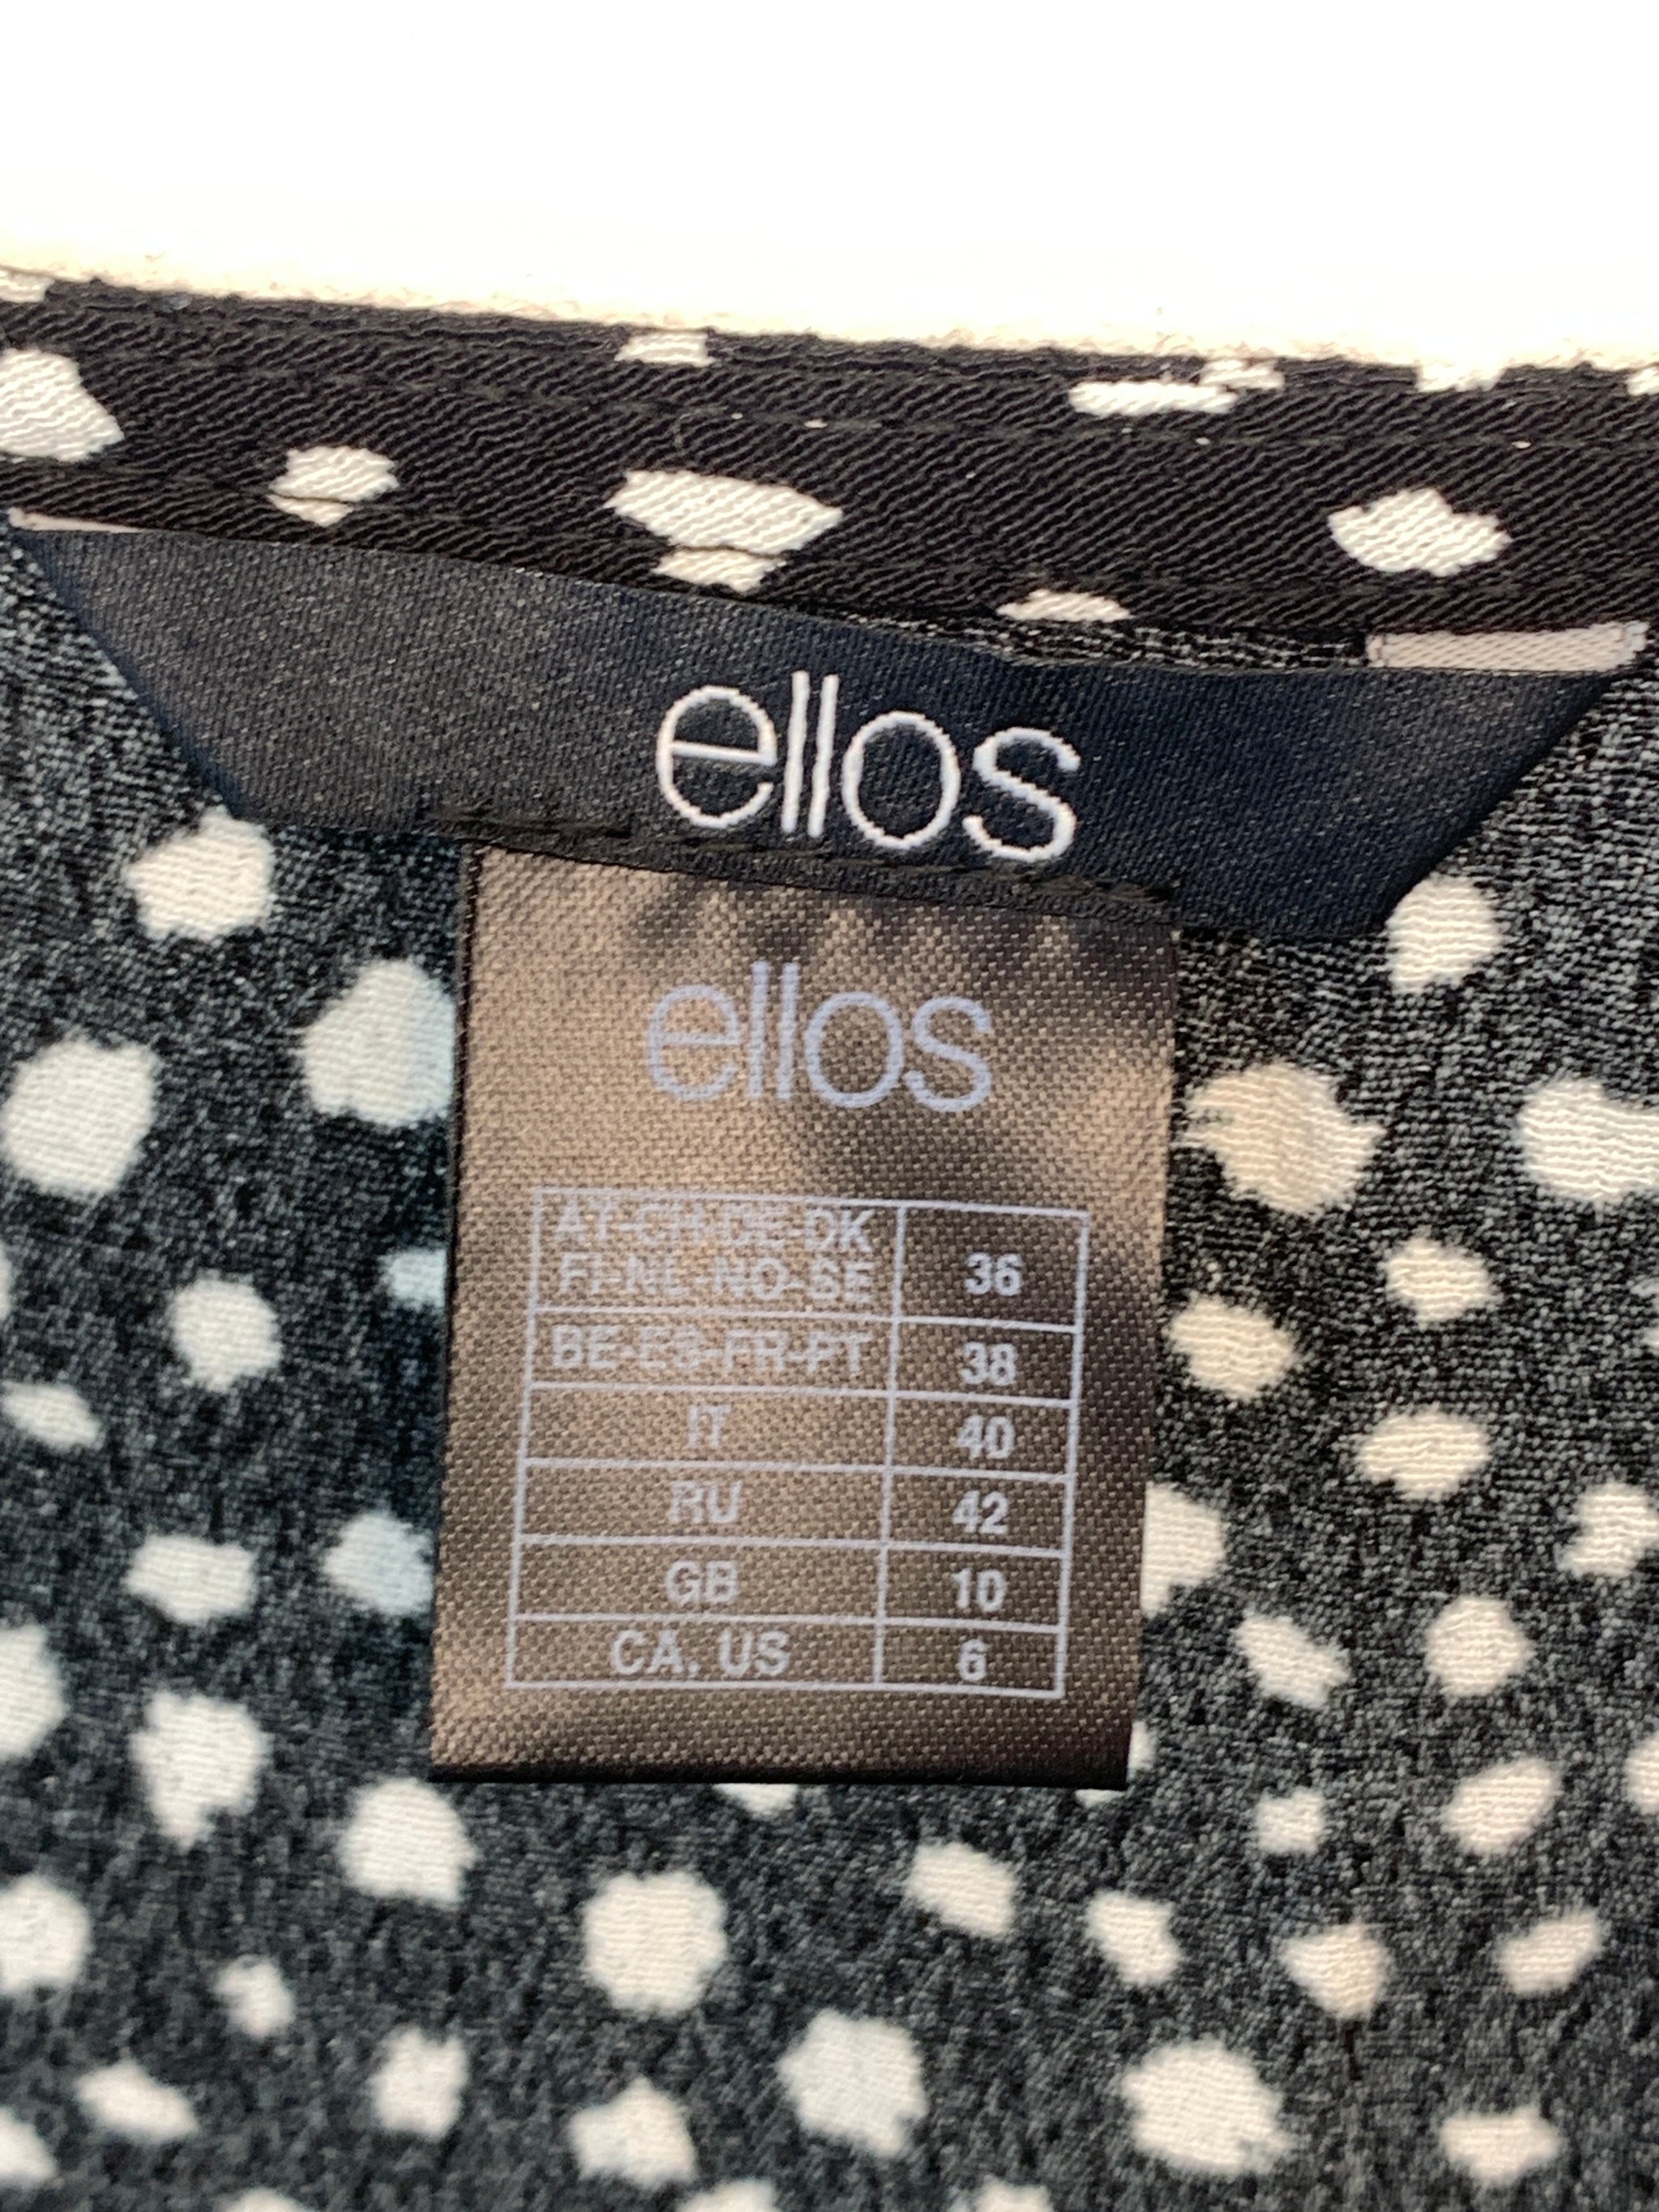 ellos
ellos
AT-CH-DE-DK
FI-NL-NO-SE 36
BE-ES-FR-PT 38
IT 40
RU 42
GB 10
CA. US 6